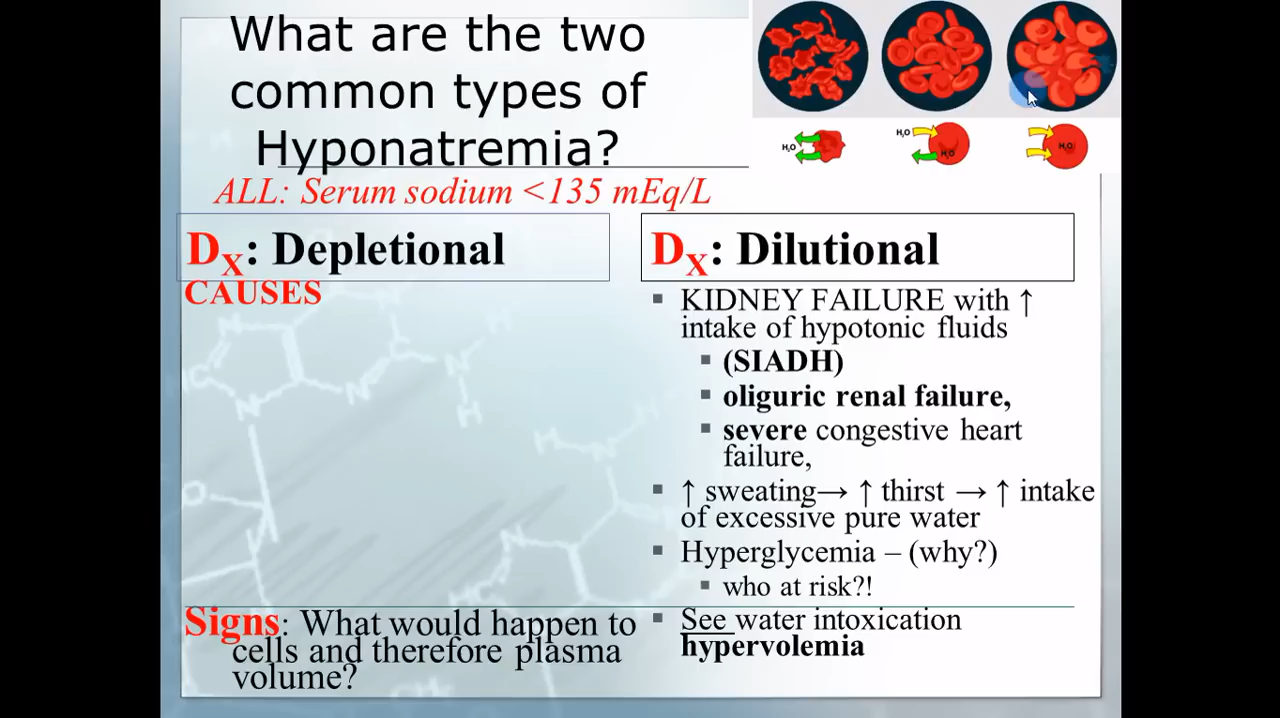 What are the two
common types of
Hyponatremia?
H₂O
H₂O
H₂O
H₂O
ALL: Serum sodium <135 mEq/L
DX: Depletional
CAUSES
Signs: What would happen to
cells and therefore plasma
volume?
DX: Dilutional
▪ KIDNEY FAILURE with ↑
intake of hypotonic fluids
▪ (SIADH)
▪ oliguric renal failure,
▪ severe congestive heart
failure,
▪ ↑ sweating→ ↑ thirst → ↑ intake
of excessive pure water
▪ Hyperglycemia – (why?)
▪ who at risk?!
▪ See water intoxication
hypervolemia